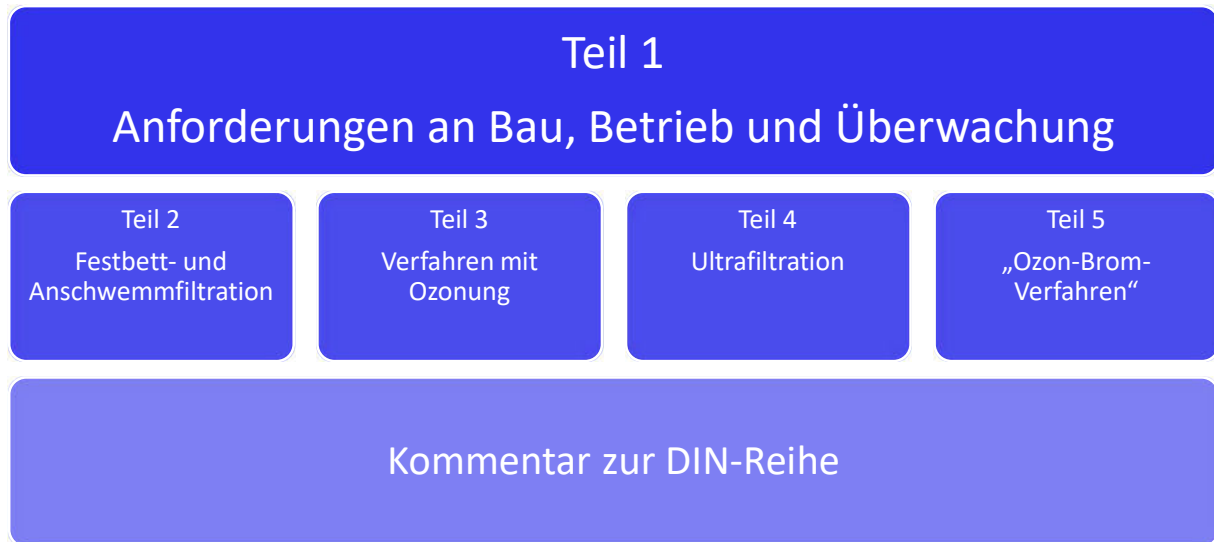 Teil 1
Anforderungen an Bau, Betrieb und Überwachung
Teil 2
Festbett- und
Anschwemmfiltration
Teil 3
Verfahren mit
Ozonung
Teil 4
Ultrafiltration
Teil 5
„Ozon-Brom-
Verfahren“
Kommentar zur DIN-Reihe